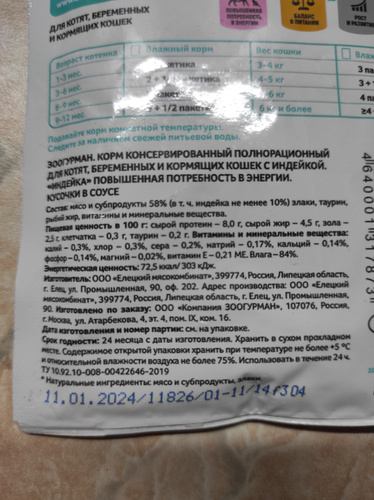 ДЛЯ КОТЯТ, БЕРЕМЕННЫХ
И КОРМЯЩИХ КОШЕК
ПОВЫШЕННАЯ
ПОТРЕБНОСТЬ
В ЭНЕРГИИ
БАЛАНС
В ПИТАНИИ
РОСТ
И РАЗВИТИ
Возраст котенка
Влажный корм
Вес кошки
1-3 мес.
3-4 кг
3-6 мес.
4-5 кг
6-9 мес.
6-12 мес.
+ 1/2 паке
6 кг и более
Подавайте корм комнатной температуры.
Следите за наличием свежей питьевой воды.
ЗООГУРМАН. КОРМ КОНСЕРВИРОВАННЫЙ ПОЛНОРАЦИОННЫЙ
ДЛЯ КОТЯТ, БЕРЕМЕННЫХ И КОРМЯЩИХ КОШЕК С ИНДЕЙКОЙ.
«ИНДЕЙКА» ПОВЫШЕННАЯ ПОТРЕБНОСТЬ В ЭНЕРГИИ.
КУСОЧКИ В СОУСЕ
Состав: мясо и субпродукты 58% (в т. ч. индейка не менее 10%) злаки, таурин,
рыбий жир, витамины и минеральные вещества.
Пищевая ценность в 100 г: сырой протеин – 8,0 г, сырой жир – 4,5 г, зола –
2,5 г, клетчатка – 0,3 г, таурин – 0,2 г. Витамины и минеральные вещества:
калий – 0,3%, хлор – 0,3%, сера – 0,2%, натрий – 0,17%, кальций – 0,14%,
фосфор – 0,14%, магний – 0,02%, витамин Е – 0,21 МЕ. Влага – 84%.
Энергетическая ценность: 72,5 ккал/ 303 кДж.
Изготовитель: ООО «Елецкий мясокомбинат», 399774, Россия, Липецкая область,
г. Елец, ул. Промышленная, 90, оф. 202. Адрес производства: ООО «Елецкий
мясокомбинат», 399774, Россия, Липецкая область, г. Елец, ул. Промышленная,
90. Изготовлено по заказу: ООО «Компания ЗООГУРМАН», 107076, Россия,
г. Москва, ул. Атарбекова, 4, эт. 4, пом. IX, ком. 16.
Дата изготовления и номер партии: см. на упаковке.
Срок годности: 24 месяца с даты изготовления. Хранить в сухом прохладном
месте. Содержимое открытой упаковки хранить при температуре не более +5 °С
и относительной влажности воздуха не более 75%. Использовать в течение 24 ч.
ТУ 10.92.10-008-00422646-2019
* Натуральные ингредиенты: мясо и субпродукты, злаки
11.01.2024/11826/01-11/14г304